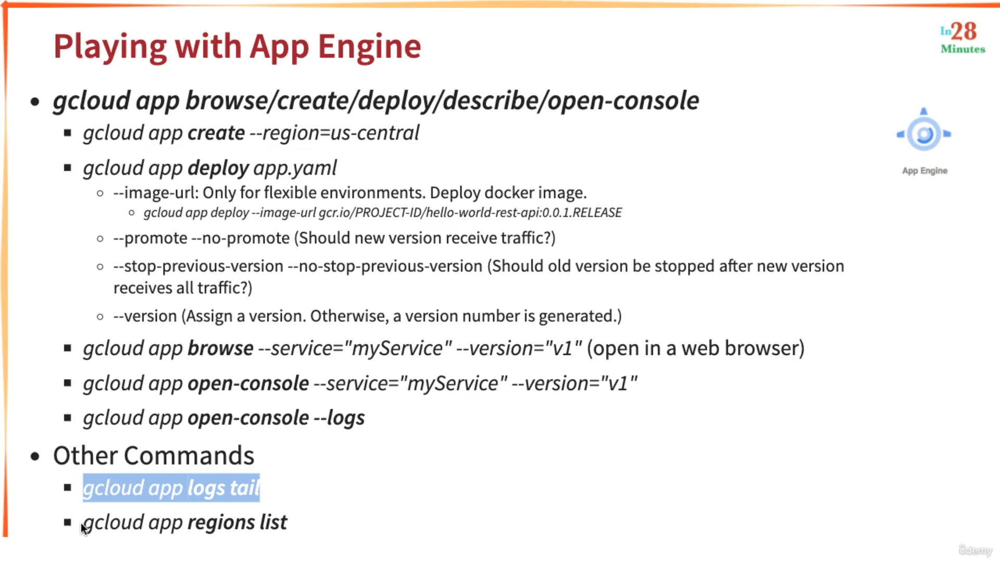 Playing with App Engine
In28
Minutes
gcloud app browse/create/deploy/describe/open-console
gcloud app create --region=us-central
gcloud app deploy app.yaml
App Engine
--image-url: Only for flexible environments. Deploy docker image.
gcloud app deploy --image-url gcr.io/PROJECT-ID/hello-world-rest-api:0.0.1.RELEASE
--promote --no-promote (Should new version receive traffic?)
--stop-previous-version --no-stop-previous-version (Should old version be stopped after new version
receives all traffic?)
--version (Assign a version. Otherwise, a version number is generated.)
gcloud app browse --service="myService" --version="v1" (open in a web browser)
gcloud app open-console --service="myService" --version="v1"
gcloud app open-console --logs
Other Commands
gcloud app logs tail
gcloud app regions list
ûdemy